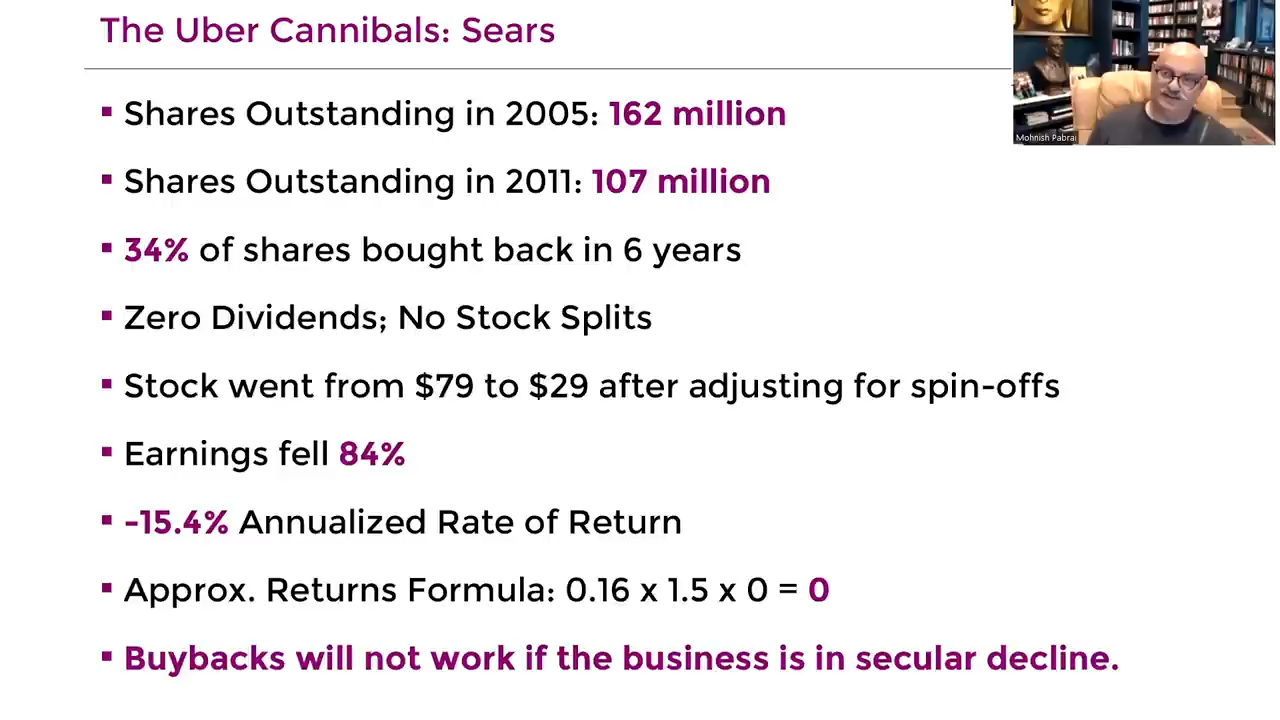 The Uber Cannibals: Sears
Mohnish Pabrai
▪ Shares Outstanding in 2005: 162 million
▪ Shares Outstanding in 2011: 107 million
▪ 34% of shares bought back in 6 years
▪ Zero Dividends; No Stock Splits
▪ Stock went from $79 to $29 after adjusting for spin-offs
▪ Earnings fell 84%
▪ -15.4% Annualized Rate of Return
▪ Approx. Returns Formula: 0.16 x 1.5 x 0 = 0
▪ Buybacks will not work if the business is in secular decline.